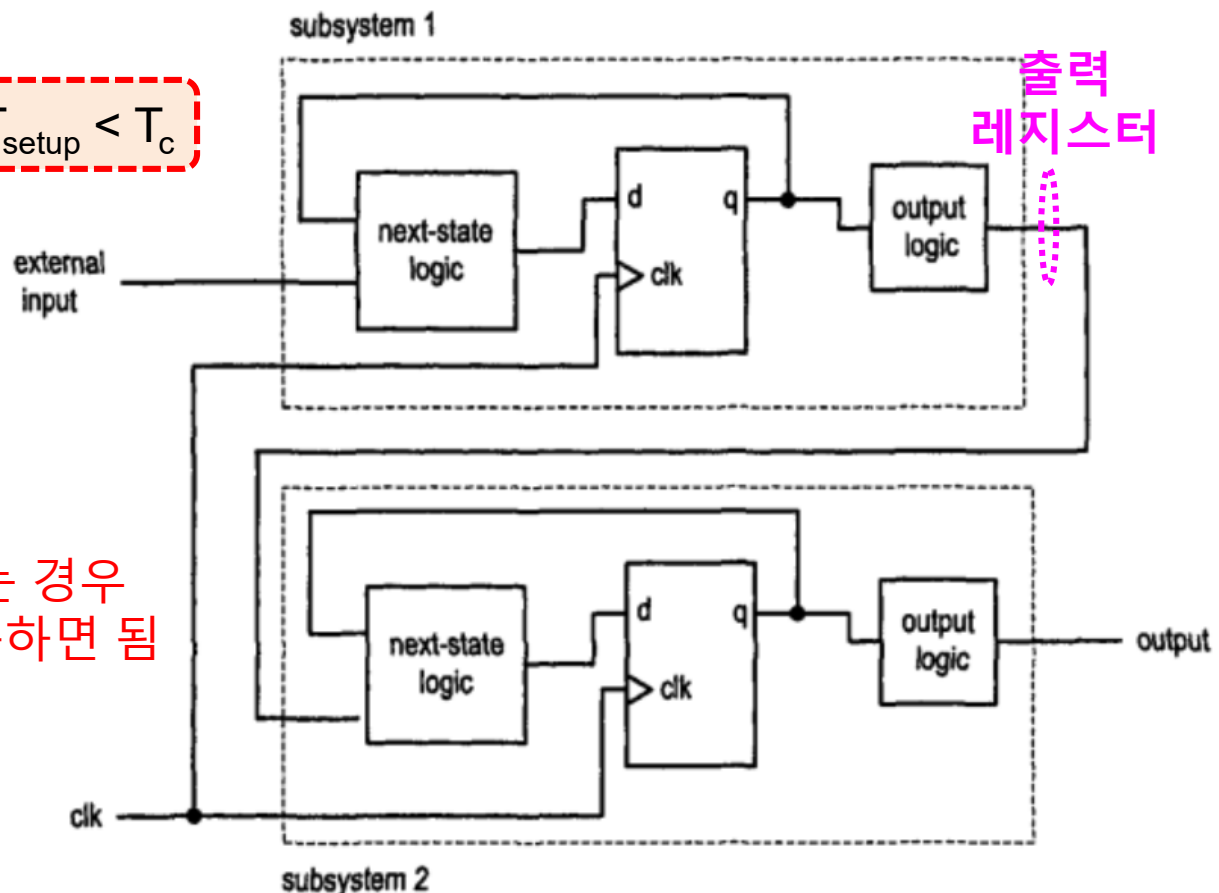 subsystem 1
출력
레지스터
setup < Tc
d
q
next-state
logic
output
logic
external
input
clk
는 경우
하면 됨
d
q
next-state
logic
output
logic
output
clk
clk
subsystem 2